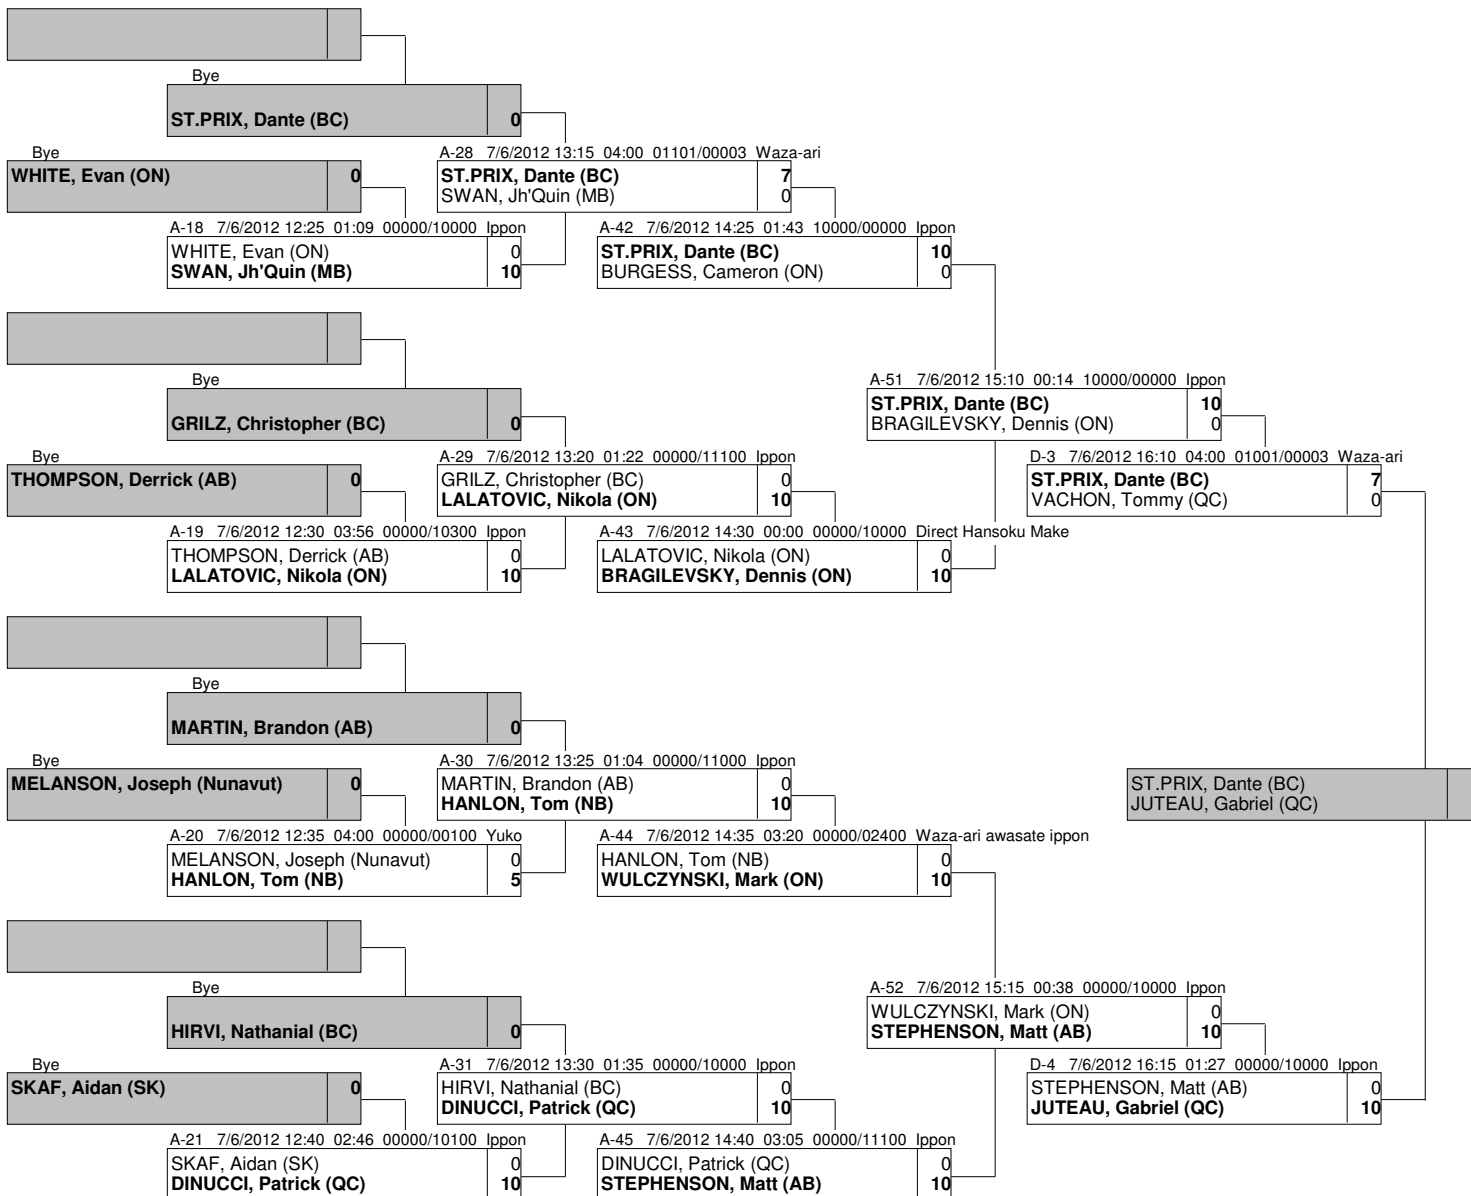 Bye
ST.PRIX, Dante (BC) 0
Bye
WHITE, Evan (ON) 0
A-28 7/6/2012 13:15 04:00 01101/00003 Waza-ari
ST.PRIX, Dante (BC) 7
SWAN, Jh'Quin (MB) 0
A-18 7/6/2012 12:25 01:09 00000/10000 Ippon
WHITE, Evan (ON) 0
SWAN, Jh'Quin (MB) 10
A-42 7/6/2012 14:25 01:43 10000/00000 Ippon
ST.PRIX, Dante (BC) 10
BURGESS, Cameron (ON) 0
Bye
GRILZ, Christopher (BC) 0
A-51 7/6/2012 15:10 00:14 10000/00000 Ippon
ST.PRIX, Dante (BC) 10
BRAGILEVSKY, Dennis (ON) 0
Bye
THOMPSON, Derrick (AB) 0
A-29 7/6/2012 13:20 01:22 00000/11100 Ippon
GRILZ, Christopher (BC) 0
LALATOVIC, Nikola (ON) 10
D-3 7/6/2012 16:10 04:00 01001/00003 Waza-ari
ST.PRIX, Dante (BC) 7
VACHON, Tommy (QC) 0
A-19 7/6/2012 12:30 03:56 00000/10300 Ippon
THOMPSON, Derrick (AB) 0
LALATOVIC, Nikola (ON) 10
A-43 7/6/2012 14:30 00:00 00000/10000 Direct Hansoku Make
LALATOVIC, Nikola (ON) 0
BRAGILEVSKY, Dennis (ON) 10
Bye
MARTIN, Brandon (AB) 0
Bye
MELANSON, Joseph (Nunavut) 0
A-30 7/6/2012 13:25 01:04 00000/11000 Ippon
MARTIN, Brandon (AB) 0
HANLON, Tom (NB) 10
ST.PRIX, Dante (BC)
JUTEAU, Gabriel (QC)
A-20 7/6/2012 12:35 04:00 00000/00100 Yuko
MELANSON, Joseph (Nunavut) 0
HANLON, Tom (NB) 5
A-44 7/6/2012 14:35 03:20 00000/02400 Waza-ari awasate ippon
HANLON, Tom (NB) 0
WULCZYNSKI, Mark (ON) 10
Bye
HIRVI, Nathanial (BC) 0
A-52 7/6/2012 15:15 00:38 00000/10000 Ippon
WULCZYNSKI, Mark (ON) 0
STEPHENSON, Matt (AB) 10
Bye
SKAF, Aidan (SK) 0
A-31 7/6/2012 13:30 01:35 00000/10000 Ippon
HIRVI, Nathanial (BC) 0
DINUCCI, Patrick (QC) 10
D-4 7/6/2012 16:15 01:27 00000/10000 Ippon
STEPHENSON, Matt (AB) 0
JUTEAU, Gabriel (QC) 10
A-21 7/6/2012 12:40 02:46 00000/10100 Ippon
SKAF, Aidan (SK) 0
DINUCCI, Patrick (QC) 10
A-45 7/6/2012 14:40 03:05 00000/11100 Ippon
DINUCCI, Patrick (QC) 0
STEPHENSON, Matt (AB) 10